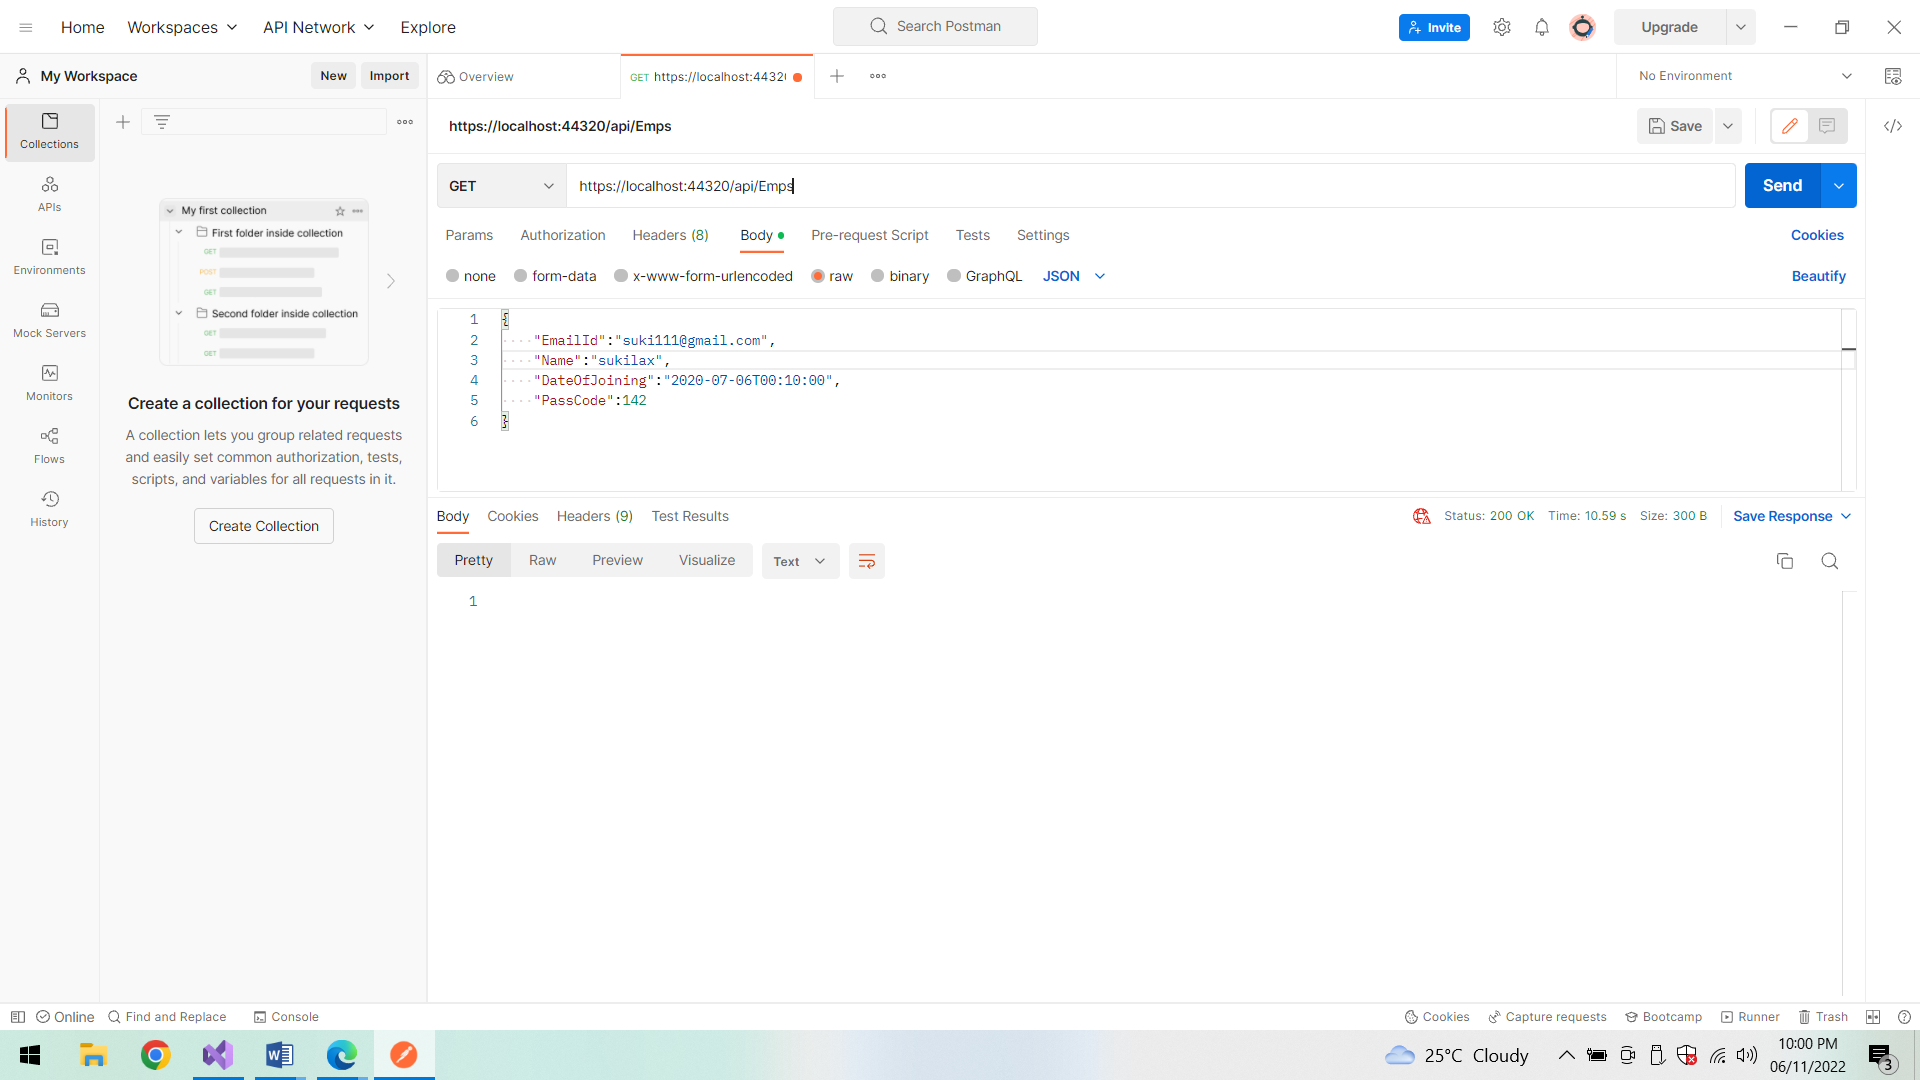 Home Workspaces API Network Explore Search Postman Invite Upgrade
My Workspace New Import Overview GET https://localhost:4432 No Environment
Collections
APIs
Environments
Mock Servers
Monitors
Flows
History
My first collection
First folder inside collection
GET
POST
GET
Second folder inside collection
GET
GET
Create a collection for your requests
A collection lets you group related requests
and easily set common authorization, tests,
scripts, and variables for all requests in it.
Create Collection
https://localhost:44320/api/Emps Save
GET https://localhost:44320/api/Emps Send
Params Authorization Headers (8) Body Pre-request Script Tests Settings Cookies
none form-data x-www-form-urlencoded raw binary GraphQL JSON Beautify
1 {
2 "EmailId":"suki111@gmail.com",
3 "Name":"sukilax",
4 "DateOfJoining":"2020-07-06T00:10:00",
5 "PassCode":142
6 }
Body Cookies Headers (9) Test Results Status: 200 OK Time: 10.59 s Size: 300 B Save Response
Pretty Raw Preview Visualize Text
1
Online Find and Replace Console Cookies Capture requests Bootcamp Runner Trash
25°C Cloudy 10:00 PM
06/11/2022
3